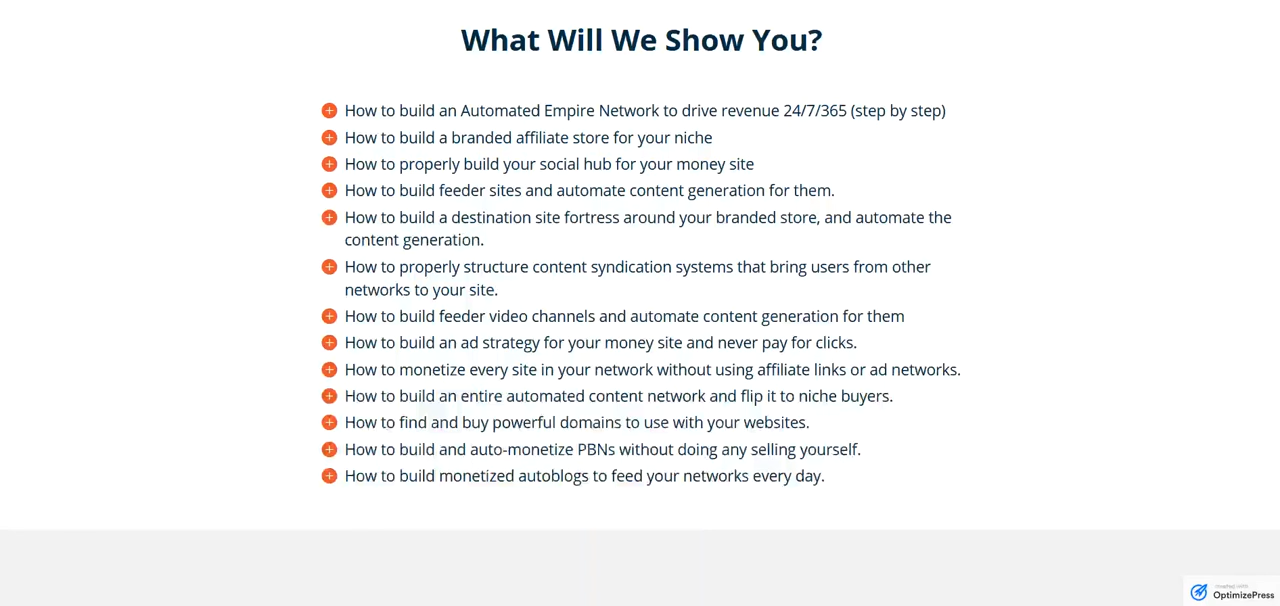 What Will We Show You?
How to build an Automated Empire Network to drive revenue 24/7/365 (step by step)
How to build a branded affiliate store for your niche
How to properly build your social hub for your money site
How to build feeder sites and automate content generation for them.
How to build a destination site fortress around your branded store, and automate the
content generation.
How to properly structure content syndication systems that bring users from other
networks to your site.
How to build feeder video channels and automate content generation for them
How to build an ad strategy for your money site and never pay for clicks.
How to monetize every site in your network without using affiliate links or ad networks.
How to build an entire automated content network and flip it to niche buyers.
How to find and buy powerful domains to use with your websites.
How to build and auto-monetize PBNs without doing any selling yourself.
How to build monetized autoblogs to feed your networks every day.
OptimizePress